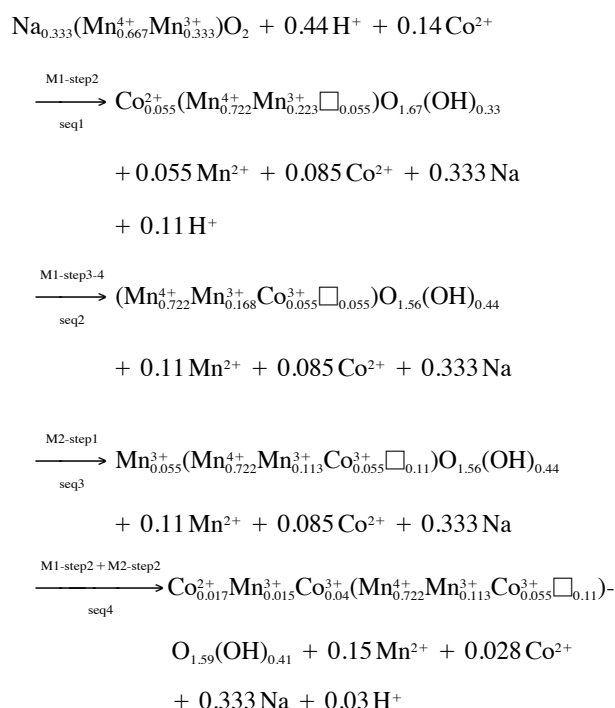 Na₀.₃₃₃(Mn⁴⁺₀.₆₆₇Mn³⁺₀.₃₃₃)O₂ + 0.44 H⁺ + 0.14 Co²⁺
M1-step2
seq1
Co²⁺₀.₀₅₅(Mn⁴⁺₀.₇₂₂Mn³⁺₀.₂₂₃□₀.₀₅₅)O₁.₆₇(OH)₀.₃₃
+ 0.055 Mn²⁺ + 0.085 Co²⁺ + 0.333 Na
+ 0.11 H⁺
M1-step3-4
seq2
(Mn⁴⁺₀.₇₂₂Mn³⁺₀.₁₆₈Co³⁺₀.₀₅₅□₀.₀₅₅)O₁.₅₆(OH)₀.₄₄
+ 0.11 Mn²⁺ + 0.085 Co²⁺ + 0.333 Na
M2-step1
seq3
Mn³⁺₀.₀₅₅(Mn⁴⁺₀.₇₂₂Mn³⁺₀.₁₁₃Co³⁺₀.₀₅₅□₀.₁₁)O₁.₅₆(OH)₀.₄₄
+ 0.11 Mn²⁺ + 0.085 Co²⁺ + 0.333 Na
M1-step2 + M2-step2
seq4
Co²⁺₀.₀₁₇Mn³⁺₀.₀₁₅Co³⁺₀.₀₄(Mn⁴⁺₀.₇₂₂Mn³⁺₀.₁₁₃Co³⁺₀.₀₅₅□₀.₁₁)-
O₁.₅₉(OH)₀.₄₁ + 0.15 Mn²⁺ + 0.028 Co²⁺
+ 0.333 Na + 0.03 H⁺